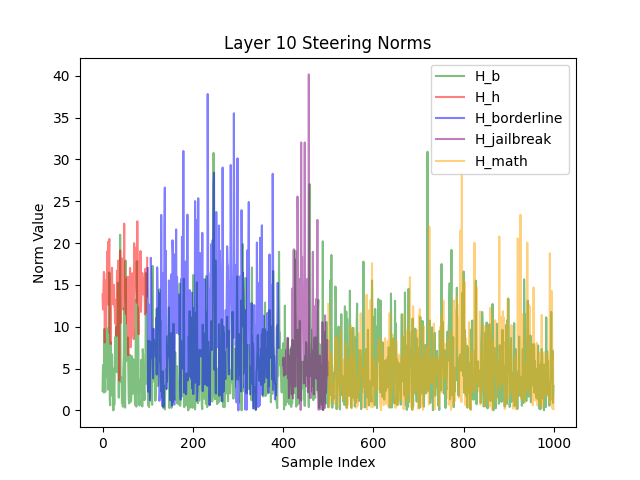 Layer 10 Steering Norms
Norm Value
40
35
30
25
20
15
10
5
0
H_b
H_h
H_borderline
H_jailbreak
H_math
0
200
400
600
800
1000
Sample Index